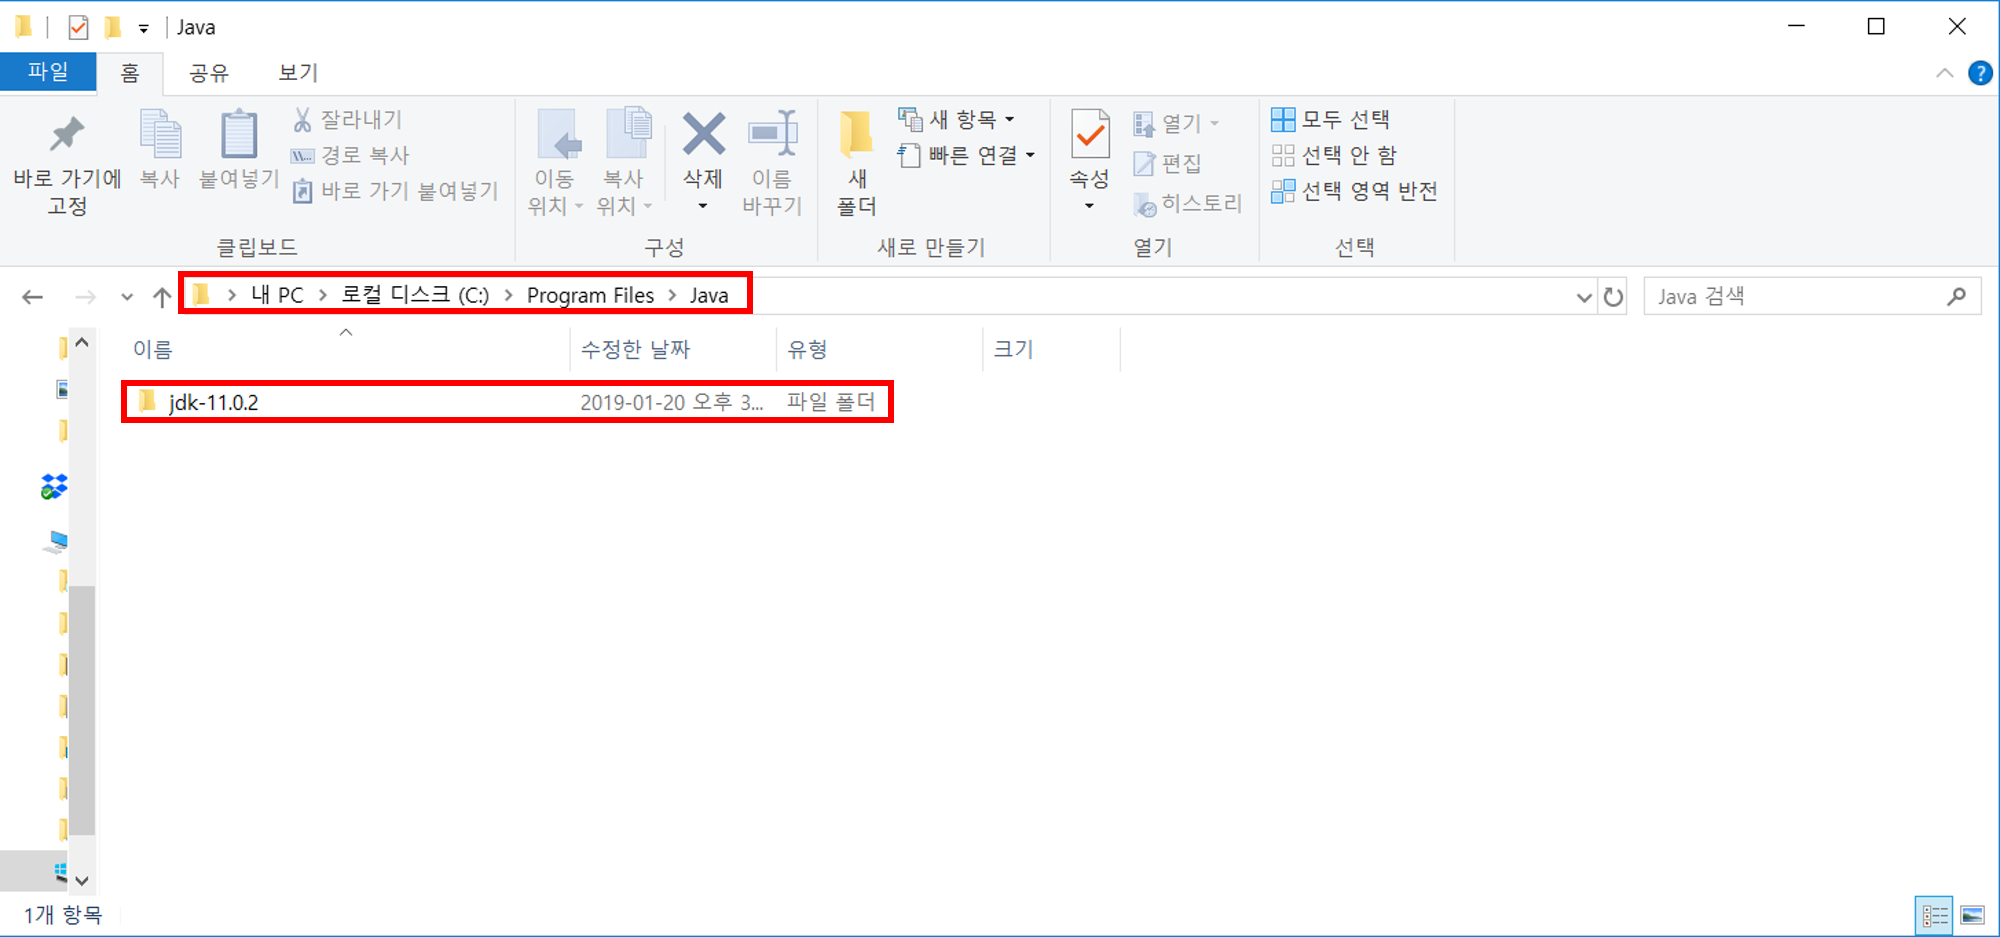 Java
파일 홈 공유 보기
바로 가기에 고정
복사
붙여넣기
잘라내기
경로 복사
바로 가기 붙여넣기
클립보드
이동 위치
복사 위치
삭제
이름 바꾸기
구성
새 폴더
새 항목
빠른 연결
새로 만들기
속성
열기
편집
히스토리
열기
모두 선택
선택 안 함
선택 영역 반전
선택
내 PC > 로컬 디스크 (C:) > Program Files > Java
Java 검색
이름 수정한 날짜 유형 크기
jdk-11.0.2 2019-01-20 오후 3... 파일 폴더
1개 항목